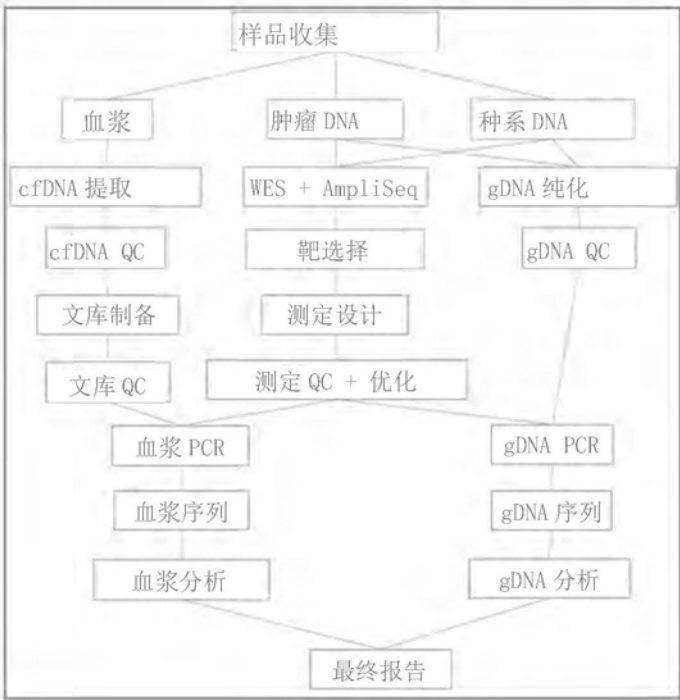 样品收集
血浆
肿瘤 DNA
种系 DNA
cfDNA 提取
WES + AmpliSeq
gDNA 纯化
cfDNA QC
靶选择
gDNA QC
文库制备
测定设计
文库 QC
测定 QC + 优化
血浆 PCR
gDNA PCR
血浆序列
gDNA 序列
血浆分析
gDNA 分析
最终报告